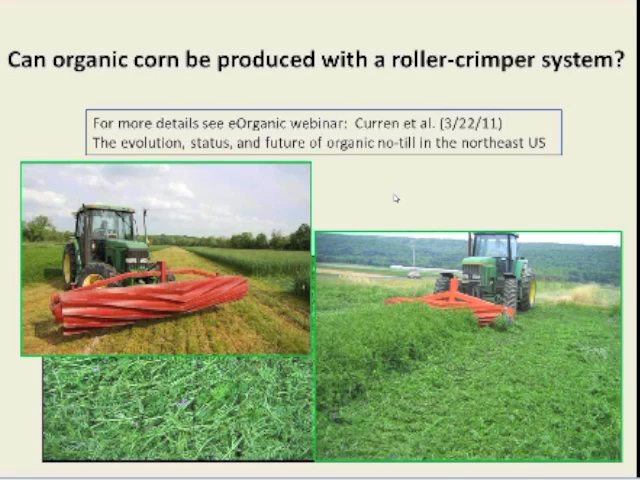 Can organic corn be produced with a roller-crimper system?
For more details see eOrganic webinar:  Curren et al. (3/22/11)
The evolution, status, and future of organic no-till in the northeast US